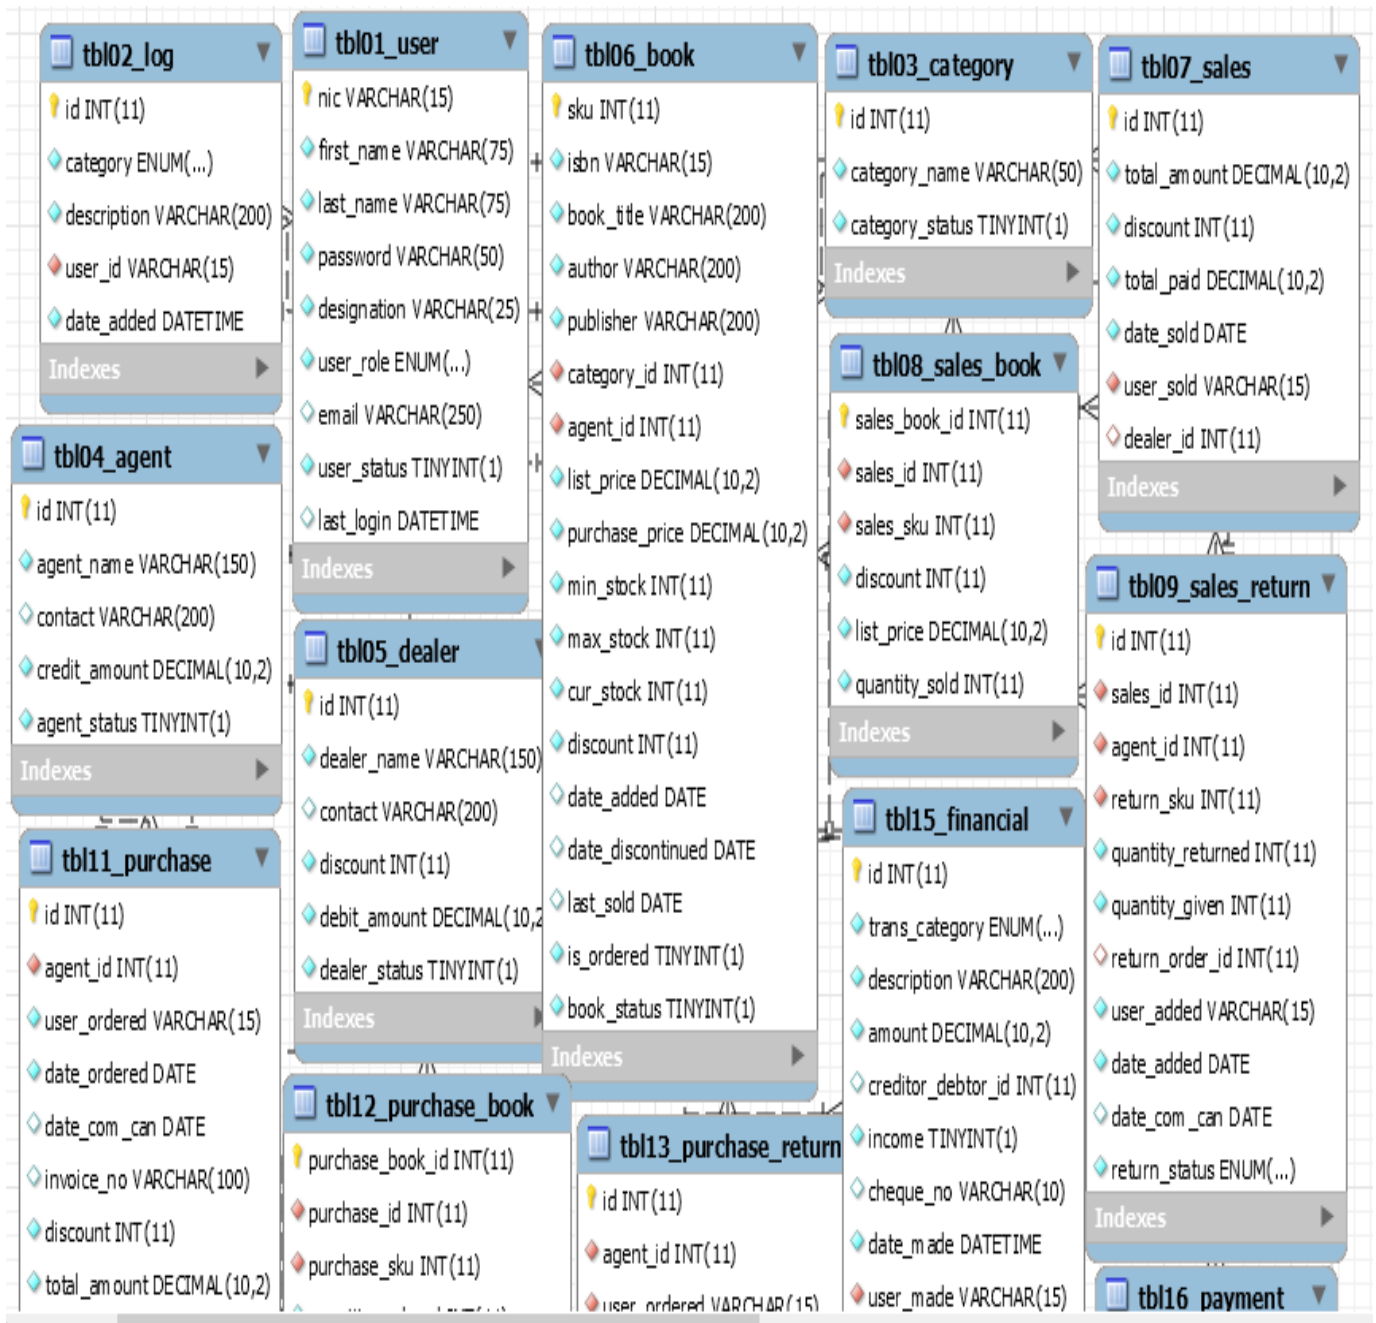 tbl02_log
id INT(11)
category ENUM(...)
description VARCHAR(200)
user_id VARCHAR(15)
date_added DATETIME
Indexes
tbl01_user
nic VARCHAR(15)
first_name VARCHAR(75)
last_name VARCHAR(75)
password VARCHAR(50)
designation VARCHAR(25)
user_role ENUM(...)
email VARCHAR(250)
user_status TINYINT(1)
last_login DATETIME
Indexes
tbl06_book
sku INT(11)
isbn VARCHAR(15)
book_title VARCHAR(200)
author VARCHAR(200)
publisher VARCHAR(200)
category_id INT(11)
agent_id INT(11)
list_price DECIMAL(10,2)
purchase_price DECIMAL(10,2)
min_stock INT(11)
max_stock INT(11)
cur_stock INT(11)
discount INT(11)
date_added DATE
date_discontinued DATE
last_sold DATE
is_ordered TINYINT(1)
book_status TINYINT(1)
Indexes
tbl03_category
id INT(11)
category_name VARCHAR(50)
category_status TINYINT(1)
Indexes
tbl07_sales
id INT(11)
total_amount DECIMAL(10,2)
discount INT(11)
total_paid DECIMAL(10,2)
date_sold DATE
user_sold VARCHAR(15)
dealer_id INT(11)
Indexes
tbl08_sales_book
sales_book_id INT(11)
sales_id INT(11)
sales_sku INT(11)
discount INT(11)
list_price DECIMAL(10,2)
quantity_sold INT(11)
Indexes
tbl04_agent
id INT(11)
agent_name VARCHAR(150)
contact VARCHAR(200)
credit_amount DECIMAL(10,2)
agent_status TINYINT(1)
Indexes
tbl05_dealer
id INT(11)
dealer_name VARCHAR(150)
contact VARCHAR(200)
discount INT(11)
debit_amount DECIMAL(10,2
dealer_status TINYINT(1)
Indexes
tbl09_sales_return
id INT(11)
sales_id INT(11)
agent_id INT(11)
return_sku INT(11)
quantity_returned INT(11)
quantity_given INT(11)
return_order_id INT(11)
user_added VARCHAR(15)
date_added DATE
date_com_can DATE
return_status ENUM(...)
Indexes
tbl15_financial
id INT(11)
trans_category ENUM(...)
description VARCHAR(200)
amount DECIMAL(10,2)
creditor_debtor_id INT(11)
income TINYINT(1)
cheque_no VARCHAR(10)
date_made DATETIME
user_made VARCHAR(15)
tbl11_purchase
id INT(11)
agent_id INT(11)
user_ordered VARCHAR(15)
date_ordered DATE
date_com_can DATE
invoice_no VARCHAR(100)
discount INT(11)
total_amount DECIMAL(10,2)
tbl12_purchase_book
purchase_book_id INT(11)
purchase_id INT(11)
purchase_sku INT(11)
tbl13_purchase_return
id INT(11)
agent_id INT(11)
user_ordered VARCHAR(15)
tbl16_payment